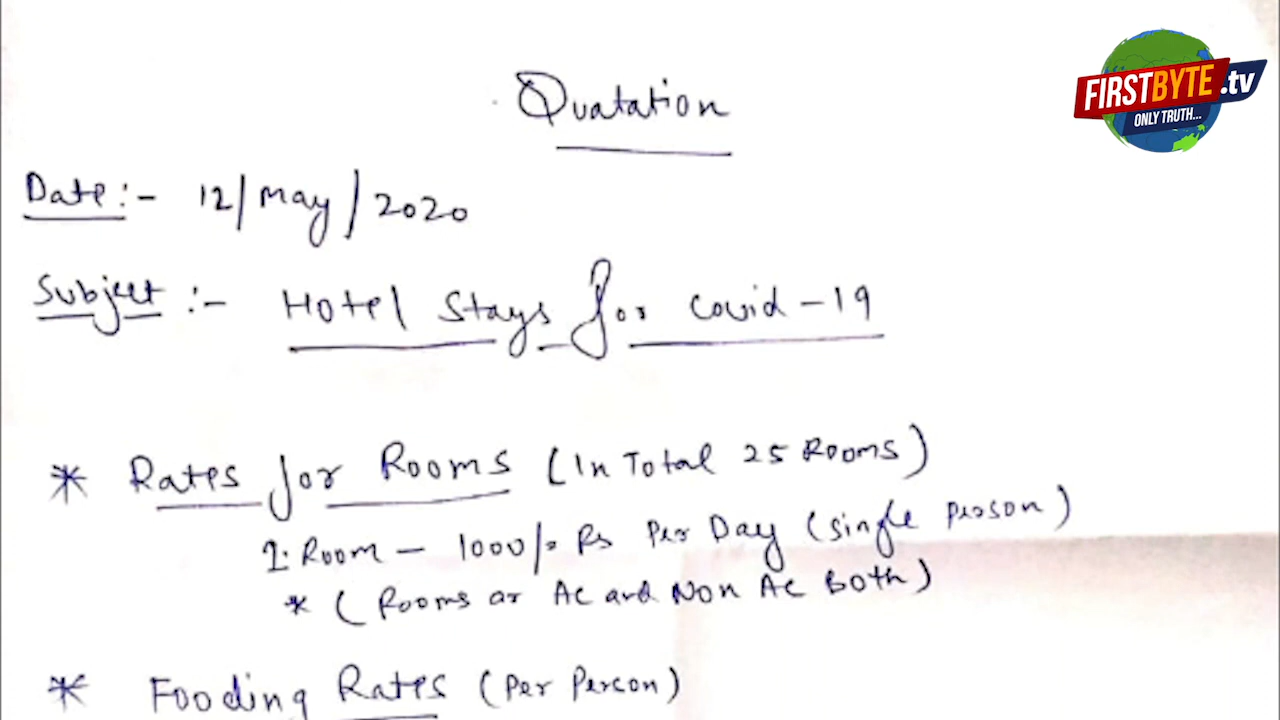 Quatation
FIRSTBYTE.tv
ONLY TRUTH...
Date:- 12/May/2020
Subject:- Hotel Stays for Covid-19
* Rates for Rooms (In Total 25 Rooms)
1. Room - 1000/- Rs Per Day (Single Person)
* (Rooms ar AC and Non AC Both)
* Fooding Rates (Per Person)